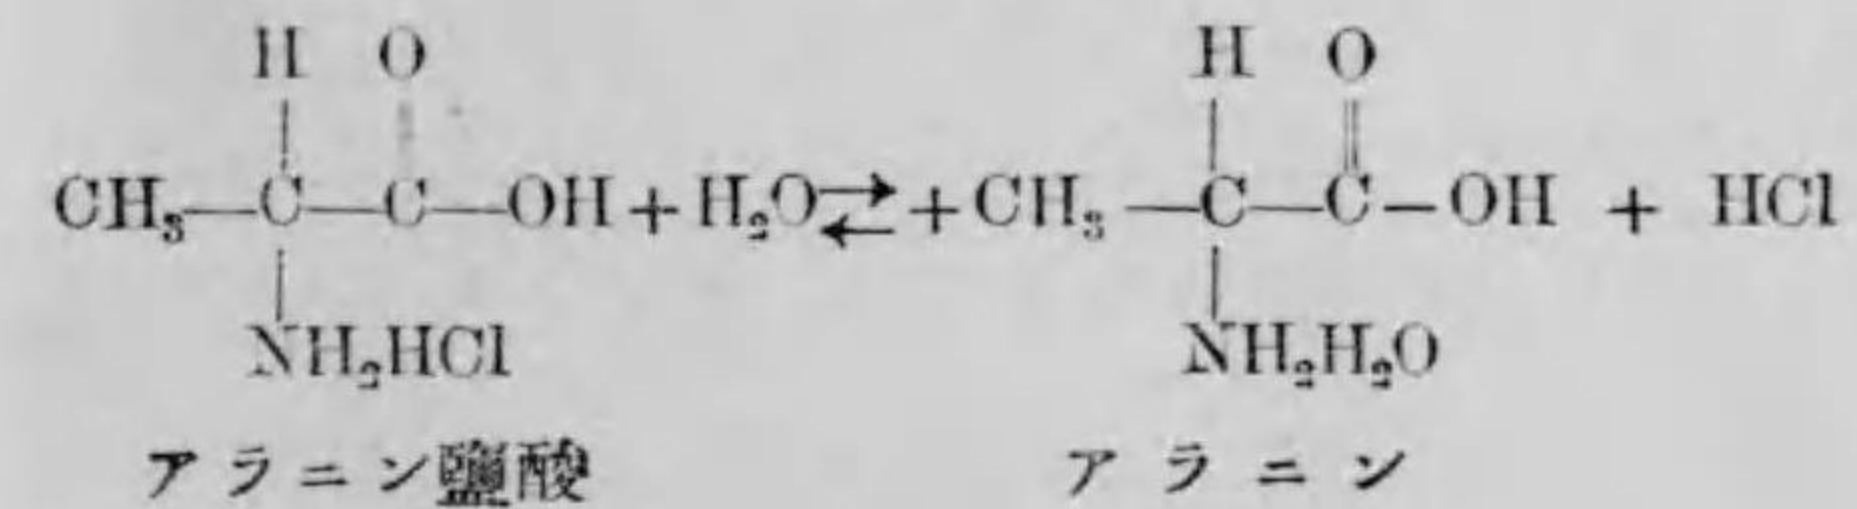 H O H O
CH₃—C—C—OH+H₂O⇄+CH₃—C—C—OH + HCl
NH₂HCl NH₂H₂O
アラニン鹽酸 アラニン